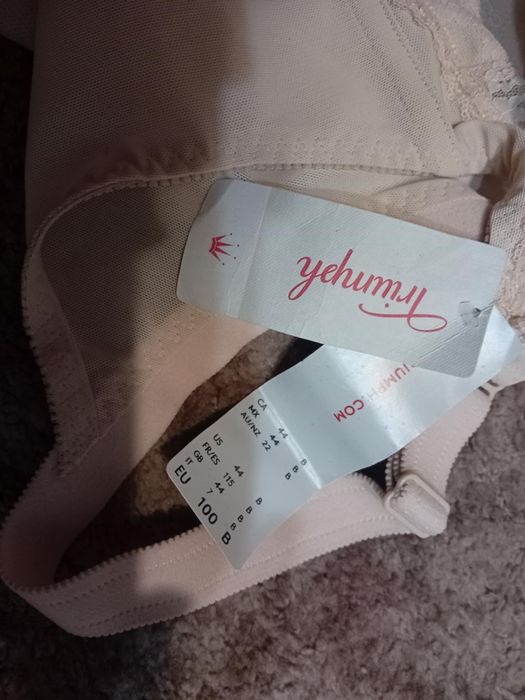 Triumph
IUMPH.COM
CA 44 B
MX 44
AU/NZ 22 B
US 44 B
FR/ES 115 B
GB 44 B
IT 7 B
EU 100 B